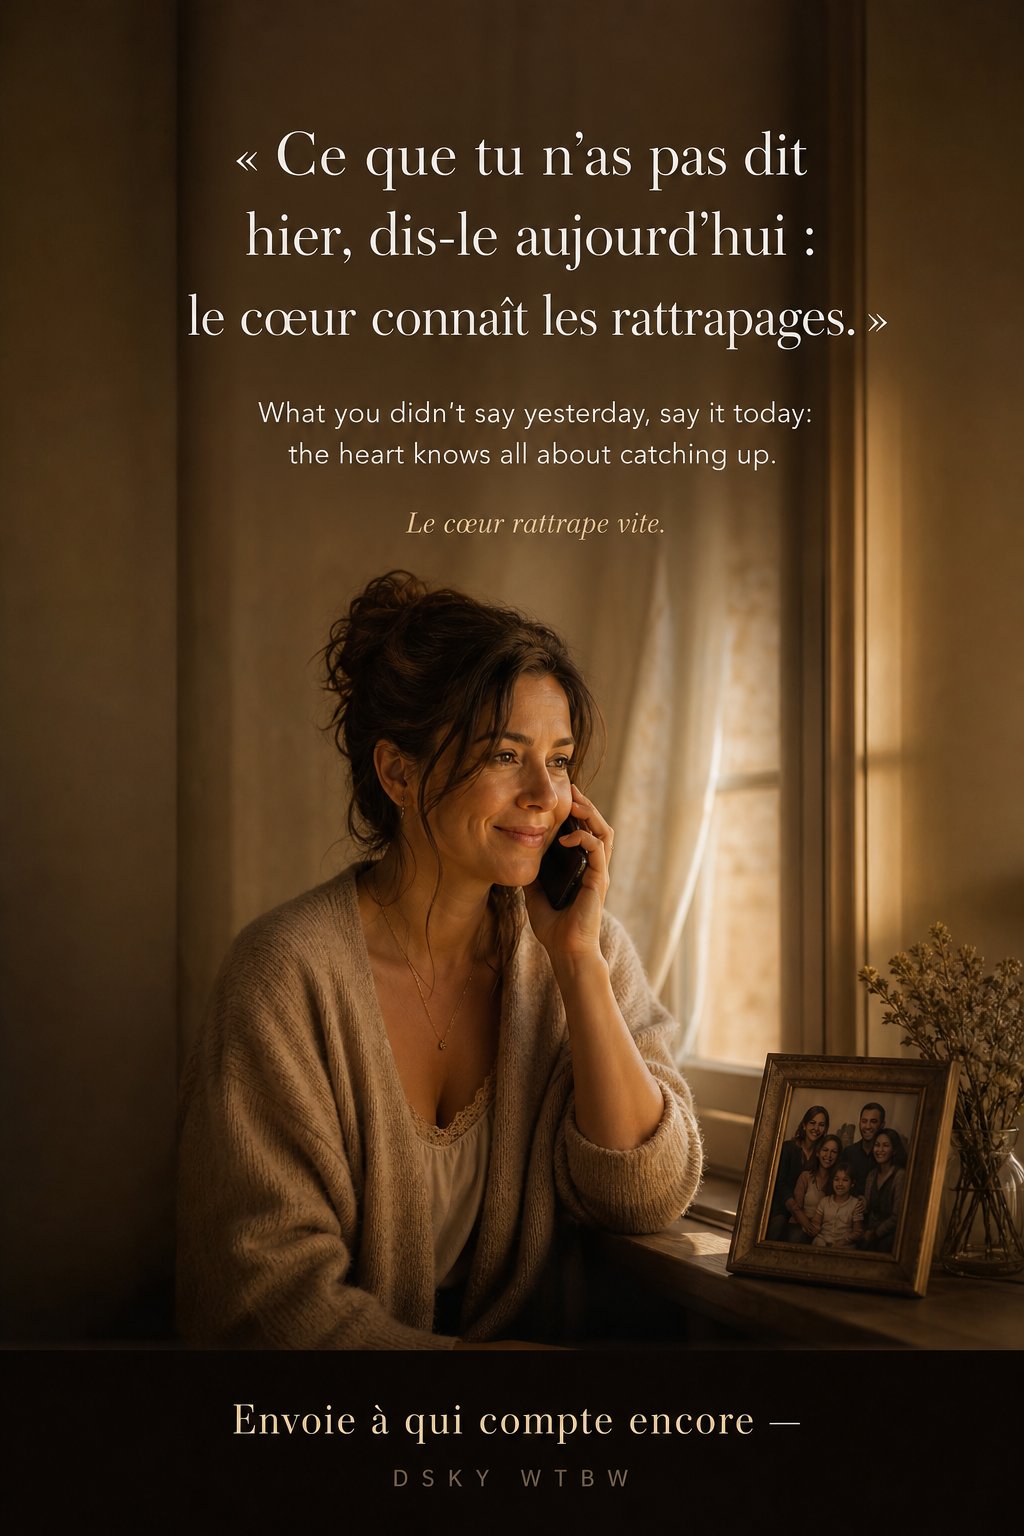 « Ce que tu n’as pas dit
hier, dis-le aujourd’hui :
le cœur connaît les rattrapages. »
What you didn’t say yesterday, say it today:
the heart knows all about catching up.
Le cœur rattrape vite.
Envoie à qui compte encore —
DSKY WTBW